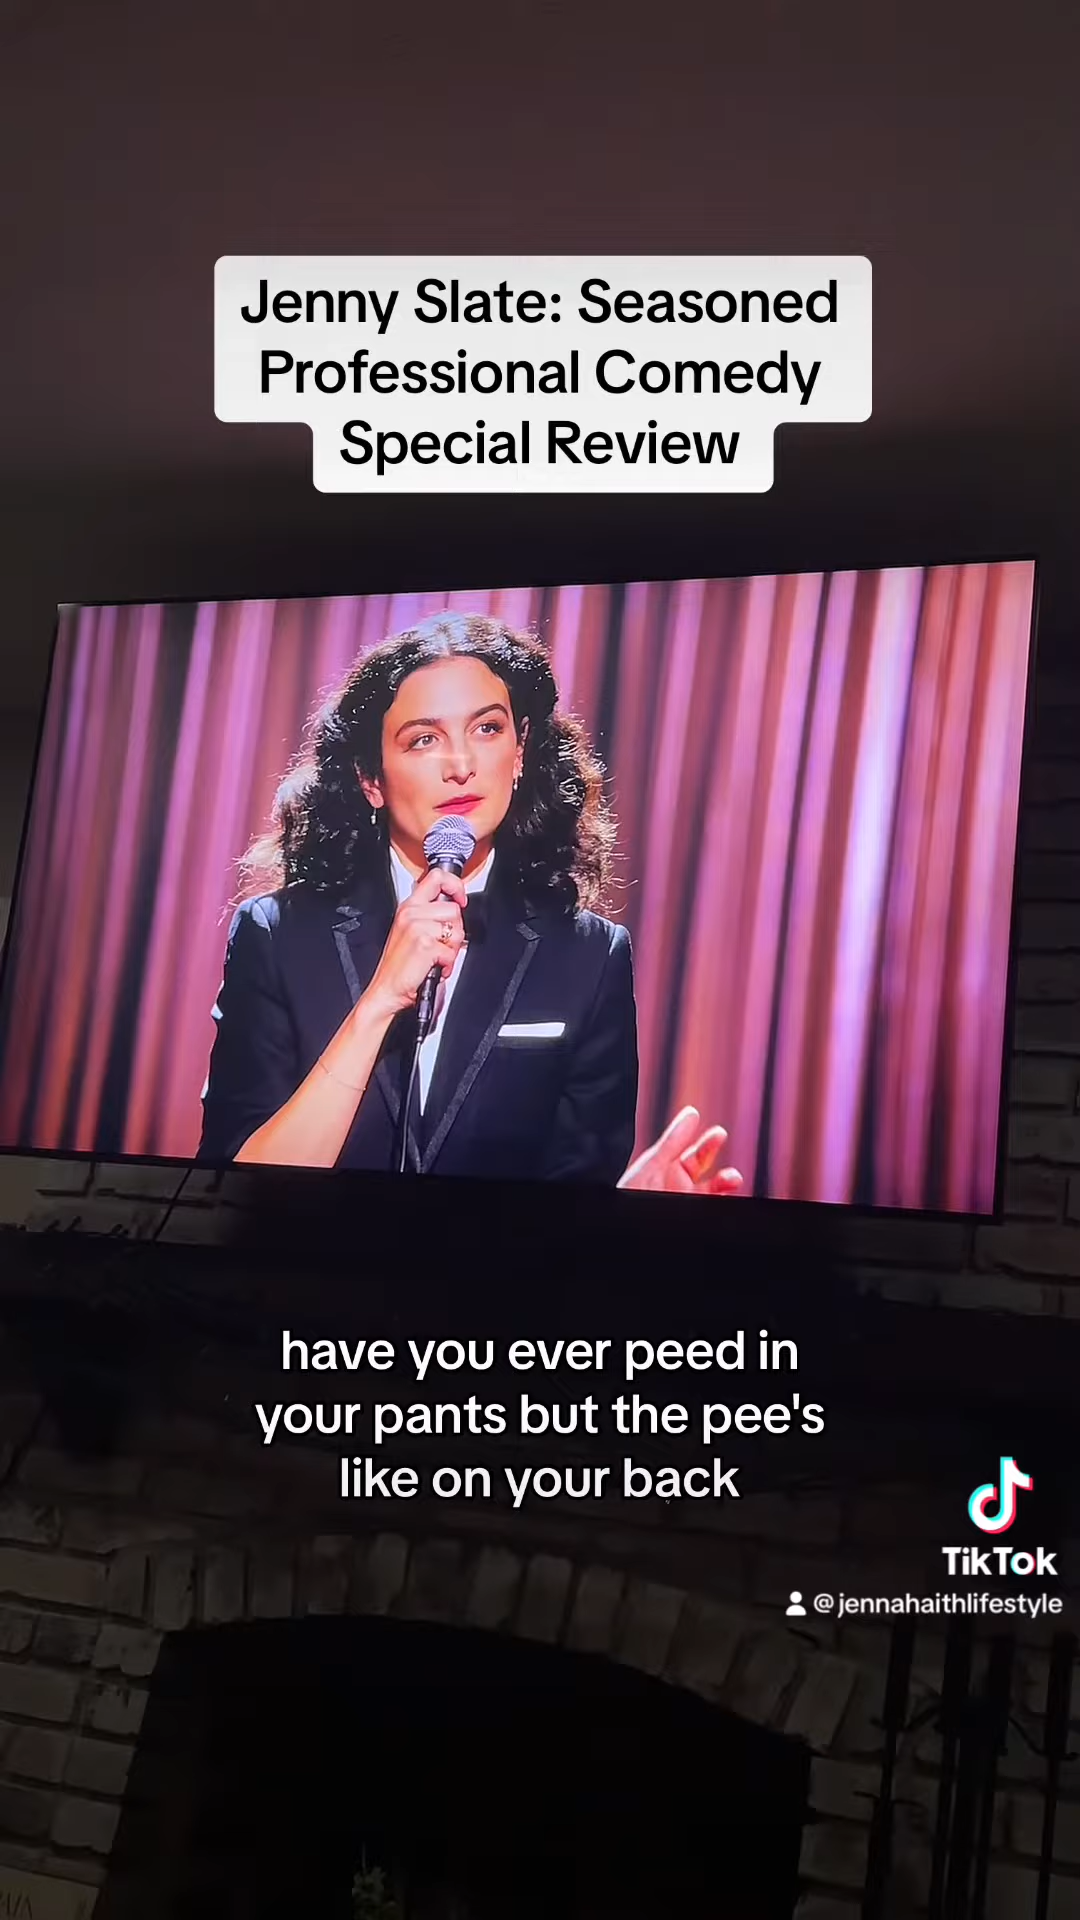 Jenny Slate: Seasoned
Professional Comedy
Special Review
have you ever peed in
your pants but the pee's
like on your back
TikTok
@jennahaithlifestyle